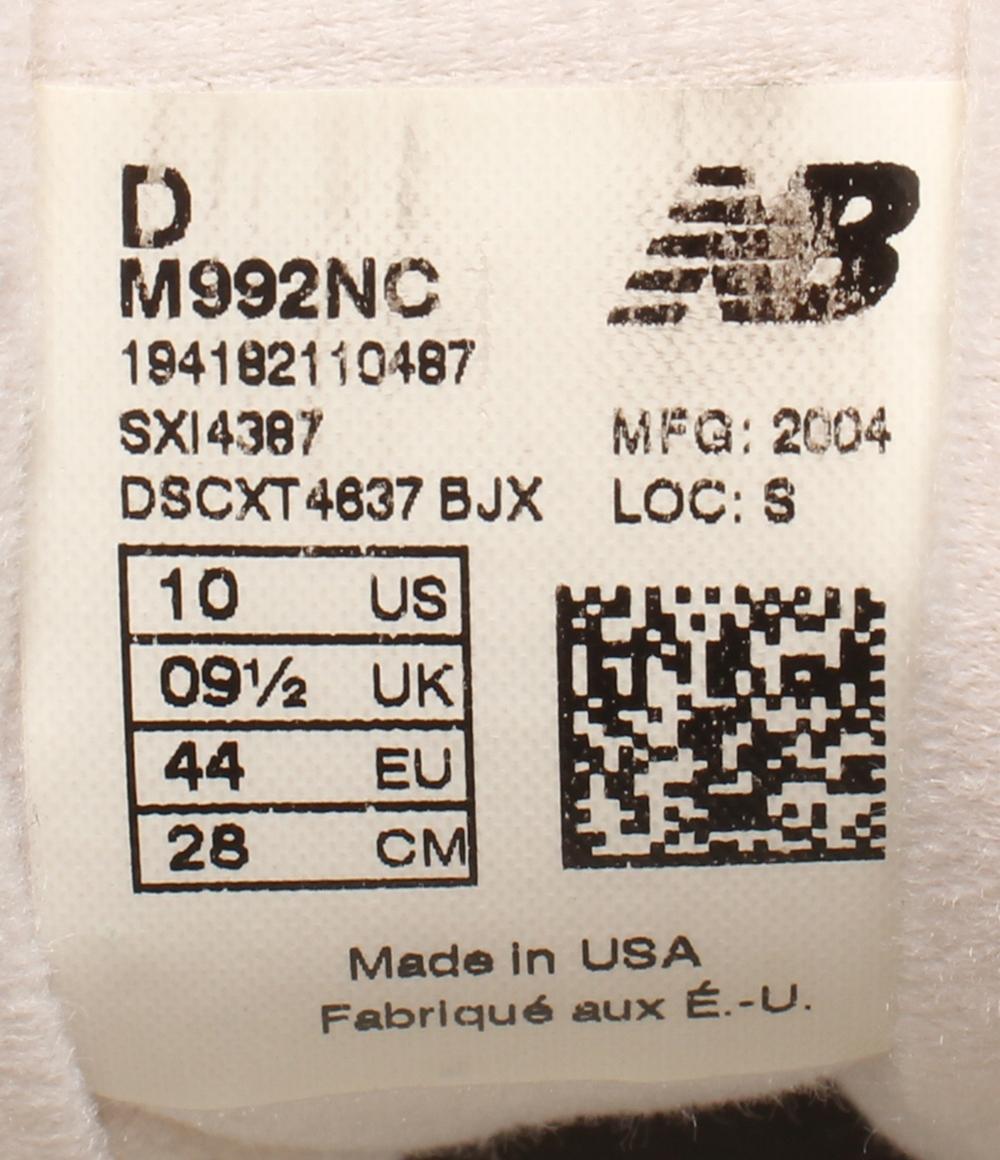 D
NB
M992NC
194182110487
SXI4387
MFG: 2004
DSCXT4637 BJX
LOC: S
10 US
09½ UK
44 EU
28 CM
Made in USA
Fabriqué aux É.-U.